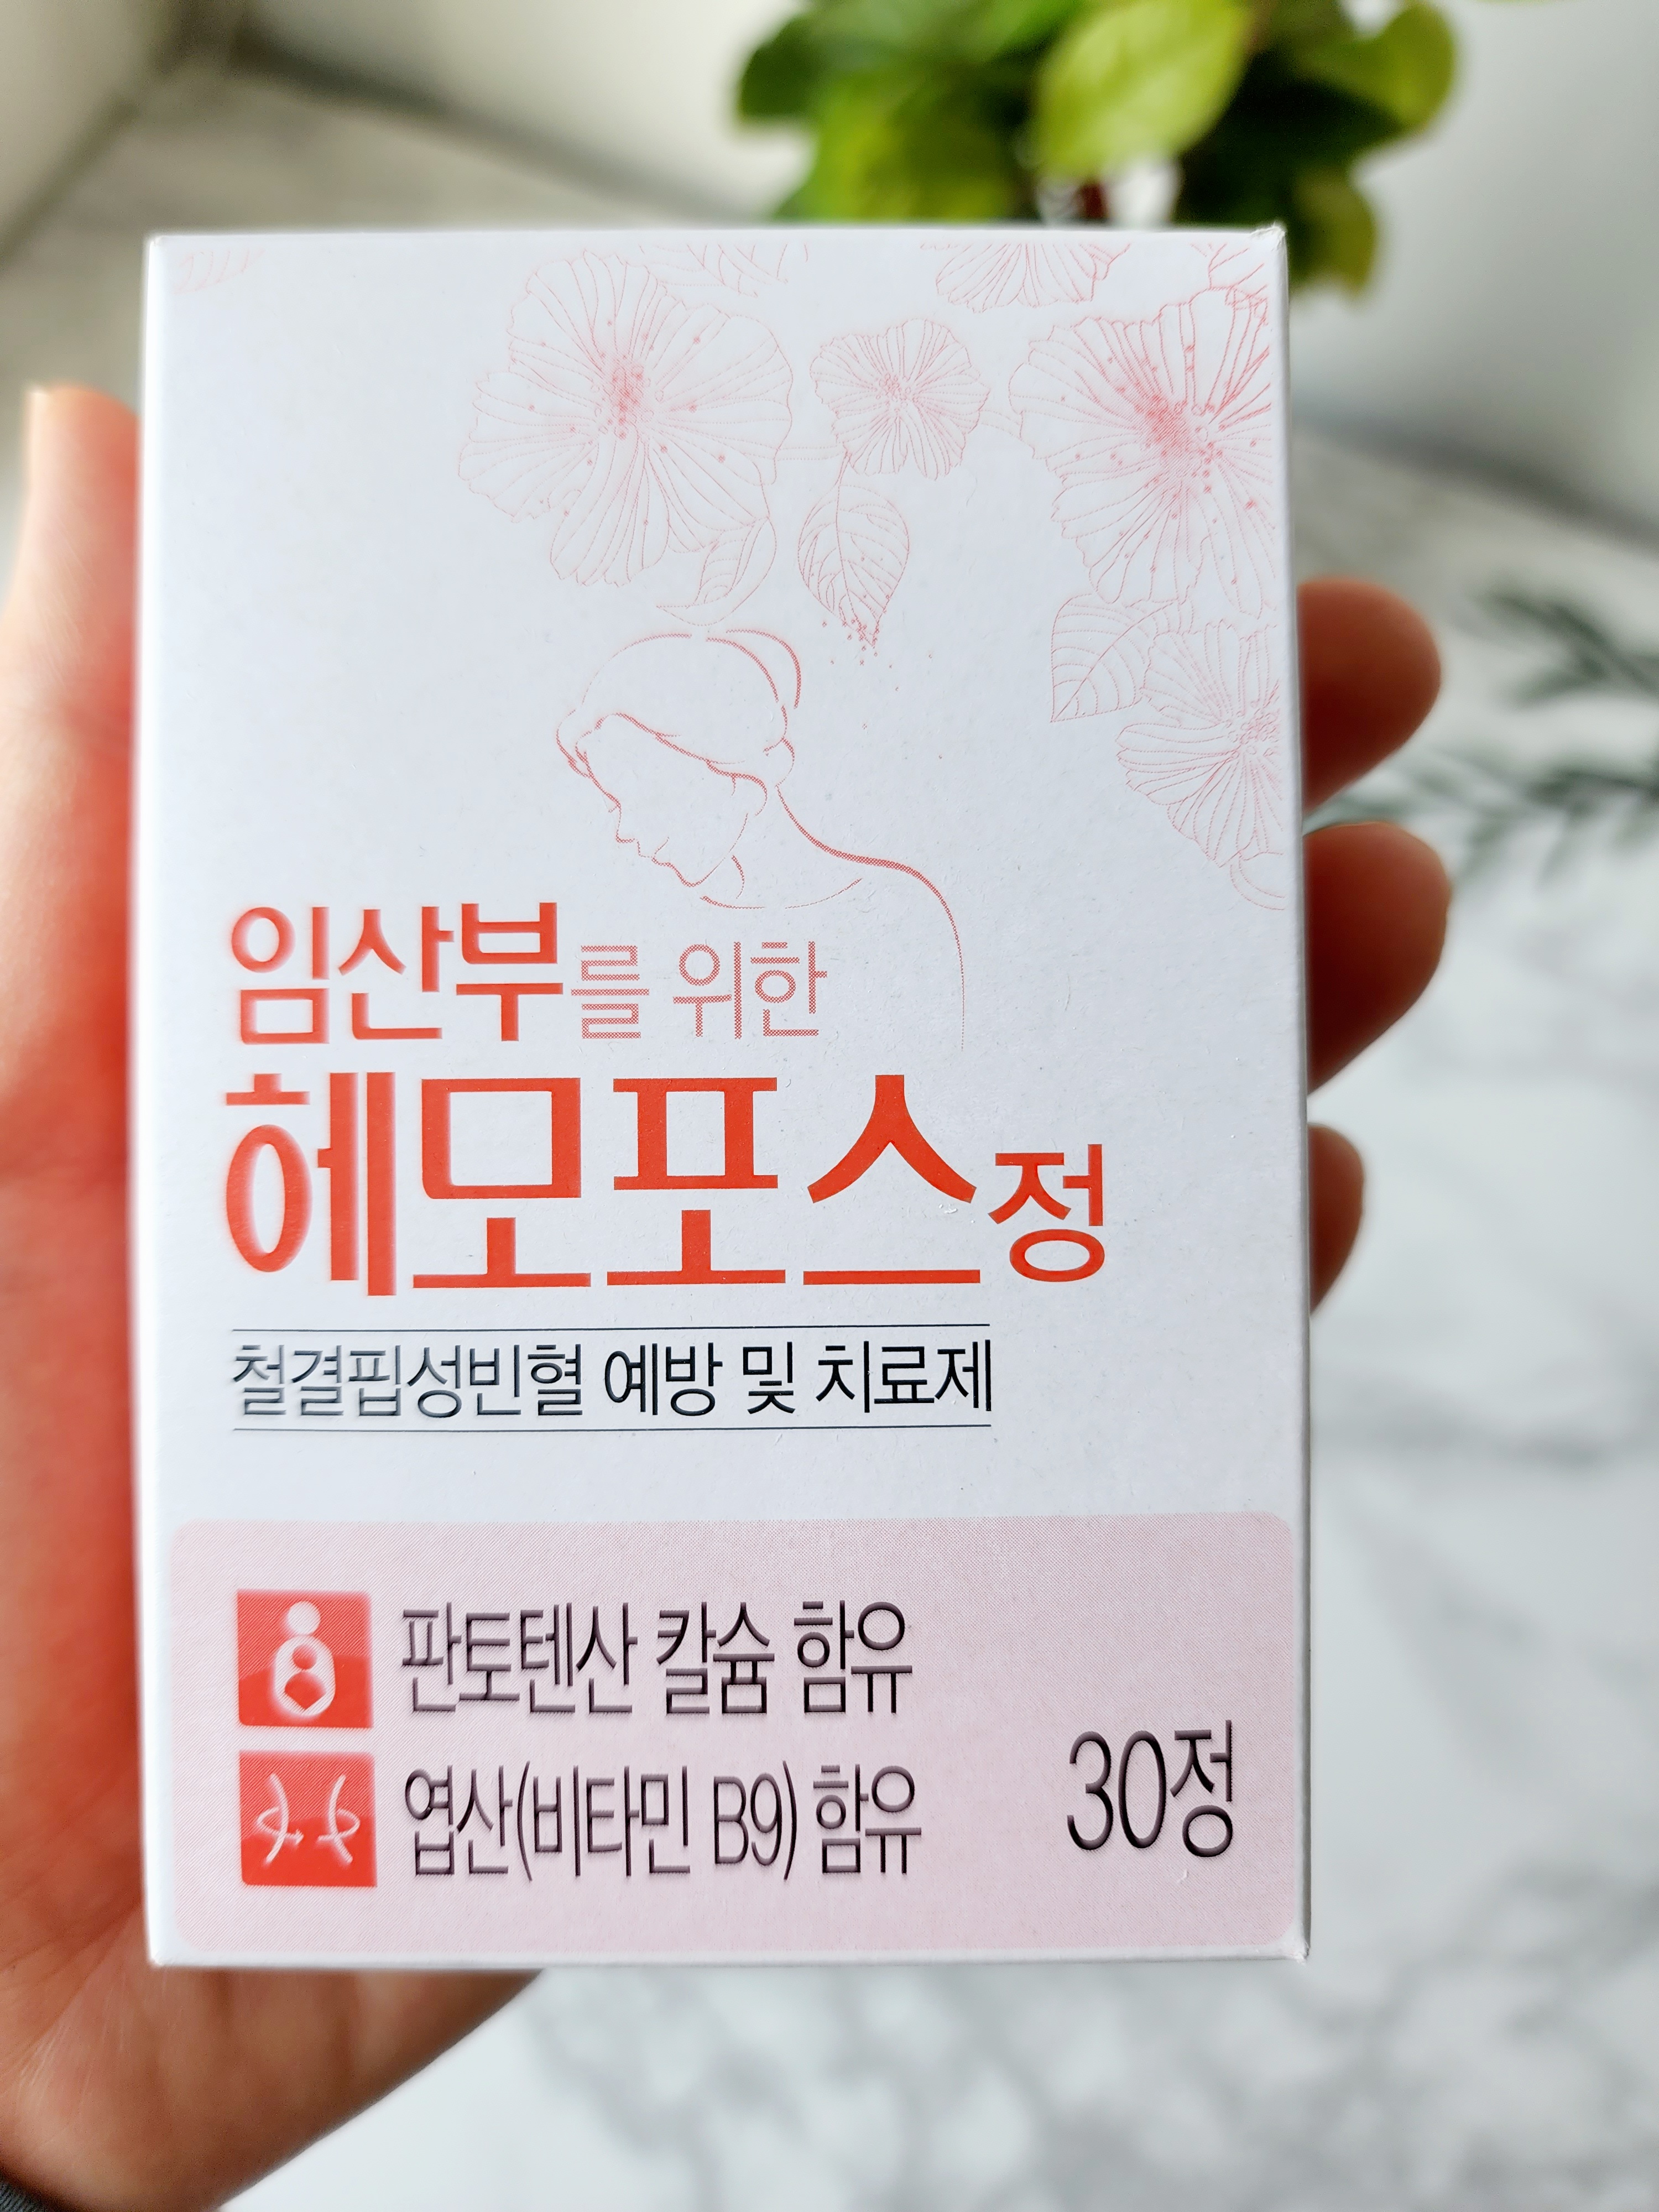 임산부를 위한
헤모포스정
철결핍성빈혈 예방 및 치료제
판토텐산 칼슘 함유
엽산(비타민 B9) 함유
30정